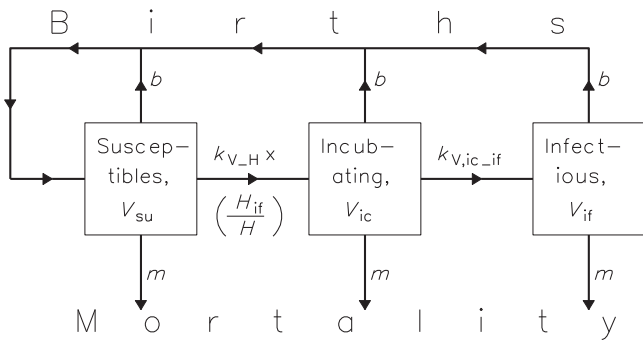 B i r t h s
b b b
Suscep-
tibles,
V_su
k_V_H x
(H_if/H)
Incub-
ating,
V_ic
k_V,ic_if
Infect-
ious,
V_if
m m m
M o r t a l i t y